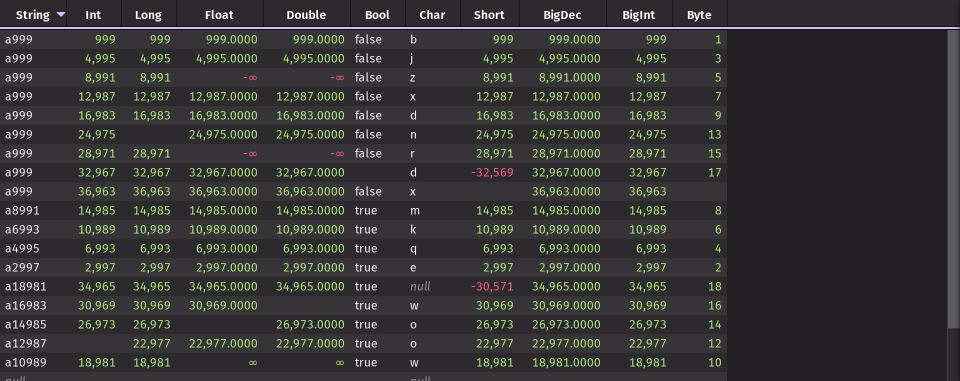 String Int Long Float Double Bool Char Short BigDec BigInt Byte
a999 999 999 999.0000 999.0000 false b 999 999.0000 999 1
a999 4,995 4,995 4,995.0000 4,995.0000 false j 4,995 4,995.0000 4,995 3
a999 8,991 8,991 -∞ -∞ false z 8,991 8,991.0000 8,991 5
a999 12,987 12,987 12,987.0000 12,987.0000 false x 12,987 12,987.0000 12,987 7
a999 16,983 16,983 16,983.0000 16,983.0000 false d 16,983 16,983.0000 16,983 9
a999 24,975 24,975.0000 24,975.0000 false n 24,975 24,975.0000 24,975 13
a999 28,971 28,971 -∞ -∞ false r 28,971 28,971.0000 28,971 15
a999 32,967 32,967 32,967.0000 32,967.0000 d -32,569 32,967.0000 32,967 17
a999 36,963 36,963 36,963.0000 36,963.0000 false x 36,963.0000 36,963
a8991 14,985 14,985 14,985.0000 14,985.0000 true m 14,985 14,985.0000 14,985 8
a6993 10,989 10,989 10,989.0000 10,989.0000 true k 10,989 10,989.0000 10,989 6
a4995 6,993 6,993 6,993.0000 6,993.0000 true q 6,993 6,993.0000 6,993 4
a2997 2,997 2,997 2,997.0000 2,997.0000 true e 2,997 2,997.0000 2,997 2
a18981 34,965 34,965 34,965.0000 34,965.0000 true null -30,571 34,965.0000 34,965 18
a16983 30,969 30,969 30,969.0000 true w 30,969 30,969.0000 30,969 16
a14985 26,973 26,973 26,973.0000 true o 26,973 26,973.0000 26,973 14
a12987 22,977 22,977.0000 22,977.0000 true o 22,977 22,977.0000 22,977 12
a10989 18,981 18,981 ∞ ∞ true w 18,981 18,981.0000 18,981 10
null null